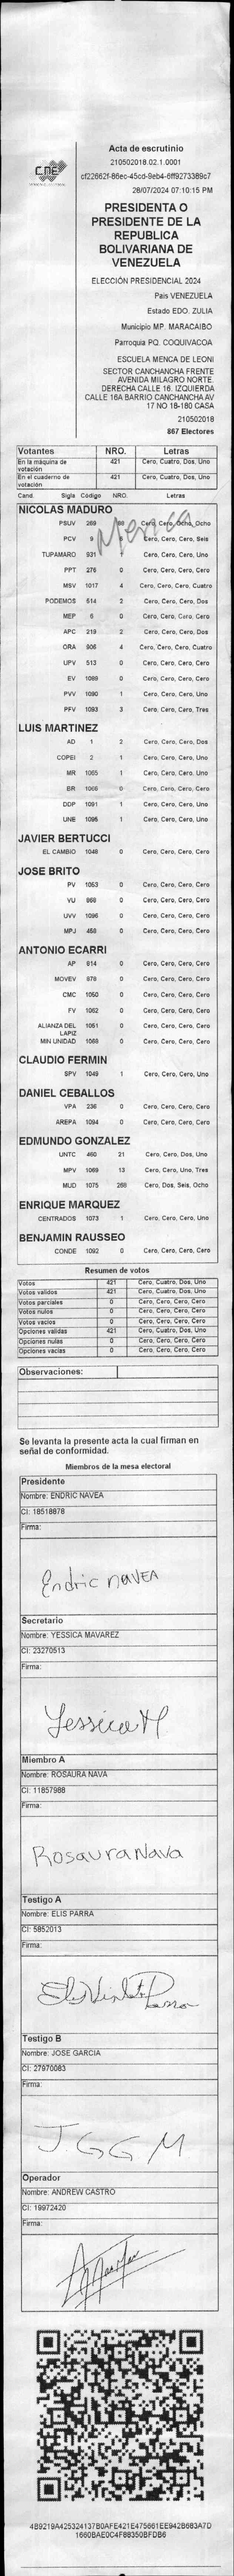 CNE
Acta de escrutinio
210502018.02.1.0001
cf22662f-86ec-45cd-9eb4-6ff9273389c7
28/07/2024 07:10:15 PM
PRESIDENTA O
PRESIDENTE DE LA
REPUBLICA
BOLIVARIANA DE
VENEZUELA
ELECCIÓN PRESIDENCIAL 2024
Pais VENEZUELA
Estado EDO. ZULIA
Municipio MP. MARACAIBO
Parroquia PQ. COQUIVACOA
ESCUELA MENCA DE LEONI
SECTOR CANCHANCHA FRENTE
AVENIDA MILAGRO NORTE.
DERECHA CALLE 16. IZQUIERDA
CALLE 16A BARRIO CANCHANCHA AV
17 NO 18-180 CASA
210502018
867 Electores
Votantes NRO. Letras
En la máquina de votación 421 Cero, Cuatro, Dos, Uno
En el cuaderno de votación 421 Cero, Cuatro, Dos, Uno
Cand Sigla Codigo NRO. Letras
NICOLAS MADURO
PSUV 269 88 Cero, Cero, Ocho, Ocho
Menca
PCV 9 6 Cero, Cero, Cero, Seis
TUPAMARO 931 1 Cero, Cero, Cero, Uno
PPT 276 0 Cero, Cero, Cero, Cero
MSV 1017 4 Cero, Cero, Cero, Cuatro
PODEMOS 514 2 Cero, Cero, Cero, Dos
MEP 6 0 Cero, Cero, Cero, Cero
APC 219 2 Cero, Cero, Cero, Dos
ORA 906 4 Cero, Cero, Cero, Cuatro
UPV 513 0 Cero, Cero, Cero, Cero
EV 1089 0 Cero, Cero, Cero, Cero
PVV 1090 1 Cero, Cero, Cero, Uno
PFV 1093 3 Cero, Cero, Cero, Tres
LUIS MARTINEZ
AD 1 2 Cero, Cero, Cero, Dos
COPEI 2 1 Cero, Cero, Cero, Uno
MR 1065 1 Cero, Cero, Cero, Uno
BR 1066 0 Cero, Cero, Cero, Cero
DDP 1091 1 Cero, Cero, Cero, Uno
UNE 1095 1 Cero, Cero, Cero, Uno
JAVIER BERTUCCI
EL CAMBIO 1048 0 Cero, Cero, Cero, Cero
JOSE BRITO
PV 1053 0 Cero, Cero, Cero, Cero
VU 868 0 Cero, Cero, Cero, Cero
UVV 1096 0 Cero, Cero, Cero, Cero
MPJ 458 0 Cero, Cero, Cero, Cero
ANTONIO ECARRI
AP 914 0 Cero, Cero, Cero, Cero
MOVEV 978 0 Cero, Cero, Cero, Cero
CMC 1050 0 Cero, Cero, Cero, Cero
FV 1062 0 Cero, Cero, Cero, Cero
ALIANZA DEL LAPIZ 1051 0 Cero, Cero, Cero, Cero
MIN UNIDAD 1069 0 Cero, Cero, Cero, Cero
CLAUDIO FERMIN
SPV 1049 1 Cero, Cero, Cero, Uno
DANIEL CEBALLOS
VPA 236 0 Cero, Cero, Cero, Cero
AREPA 1094 0 Cero, Cero, Cero, Cero
EDMUNDO GONZALEZ
UNTC 460 21 Cero, Cero, Dos, Uno
MPV 1069 13 Cero, Cero, Uno, Tres
MUD 1075 268 Cero, Dos, Seis, Ocho
ENRIQUE MARQUEZ
CENTRADOS 1073 1 Cero, Cero, Cero, Uno
BENJAMIN RAUSSEO
CONDE 1092 0 Cero, Cero, Cero, Cero
Resumen de votos
Votos 421 Cero, Cuatro, Dos, Uno
Votos validos 421 Cero, Cuatro, Dos, Uno
Votos parciales 0 Cero, Cero, Cero, Cero
Votos nulos 0 Cero, Cero, Cero, Cero
Votos vacios 0 Cero, Cero, Cero, Cero
Opciones validas 421 Cero, Cuatro, Dos, Uno
Opciones nulas 0 Cero, Cero, Cero, Cero
Opciones vacias 0 Cero, Cero, Cero, Cero
Observaciones:
Se levanta la presente acta la cual firman en
señal de conformidad.
Miembros de la mesa electoral
Presidente
Nombre: ENDRIC NAVEA
CI: 18518878
Firma:
Endric NAVEA
Secretario
Nombre: YESSICA MAVAREZ
CI: 23270513
Firma:
Yessica M
Miembro A
Nombre: ROSAURA NAVA
CI: 11857988
Firma:
Rosaura Nava
Testigo A
Nombre: ELIS PARRA
CI: 5852013
Firma:
Testigo B
Nombre: JOSE GARCIA
CI: 27970083
Firma:
J.GGM
Operador
Nombre: ANDREW CASTRO
CI: 19972420
Firma:
4B9219A425324137B0AFE421E475661EE942B683A7D
1660BAE0C4F88350BFDB6